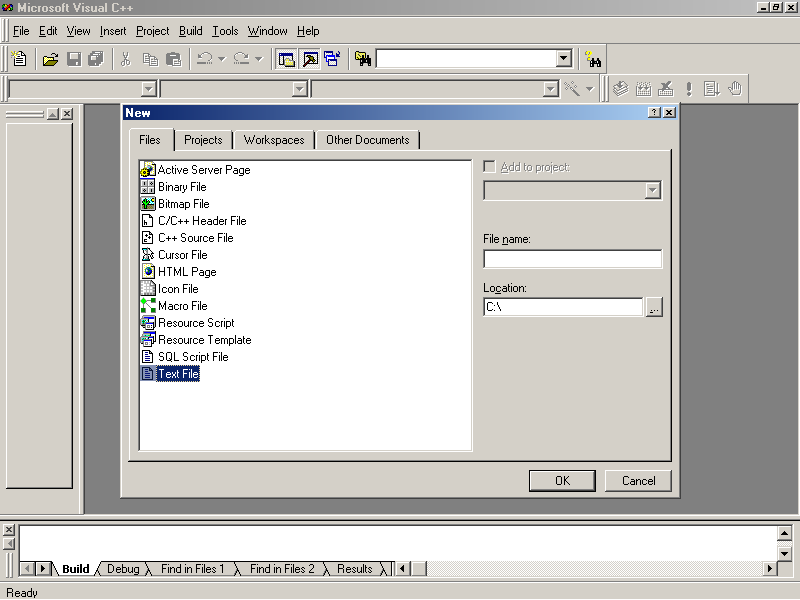 Microsoft Visual C++
File Edit View Insert Project Build Tools Window Help
New
Files Projects Workspaces Other Documents
Active Server Page
Binary File
Bitmap File
C/C++ Header File
C++ Source File
Cursor File
HTML Page
Icon File
Macro File
Resource Script
Resource Template
SQL Script File
Text File
Add to project:
File name:
Location:
C:\
...
OK Cancel
Build Debug Find in Files 1 Find in Files 2 Results
Ready